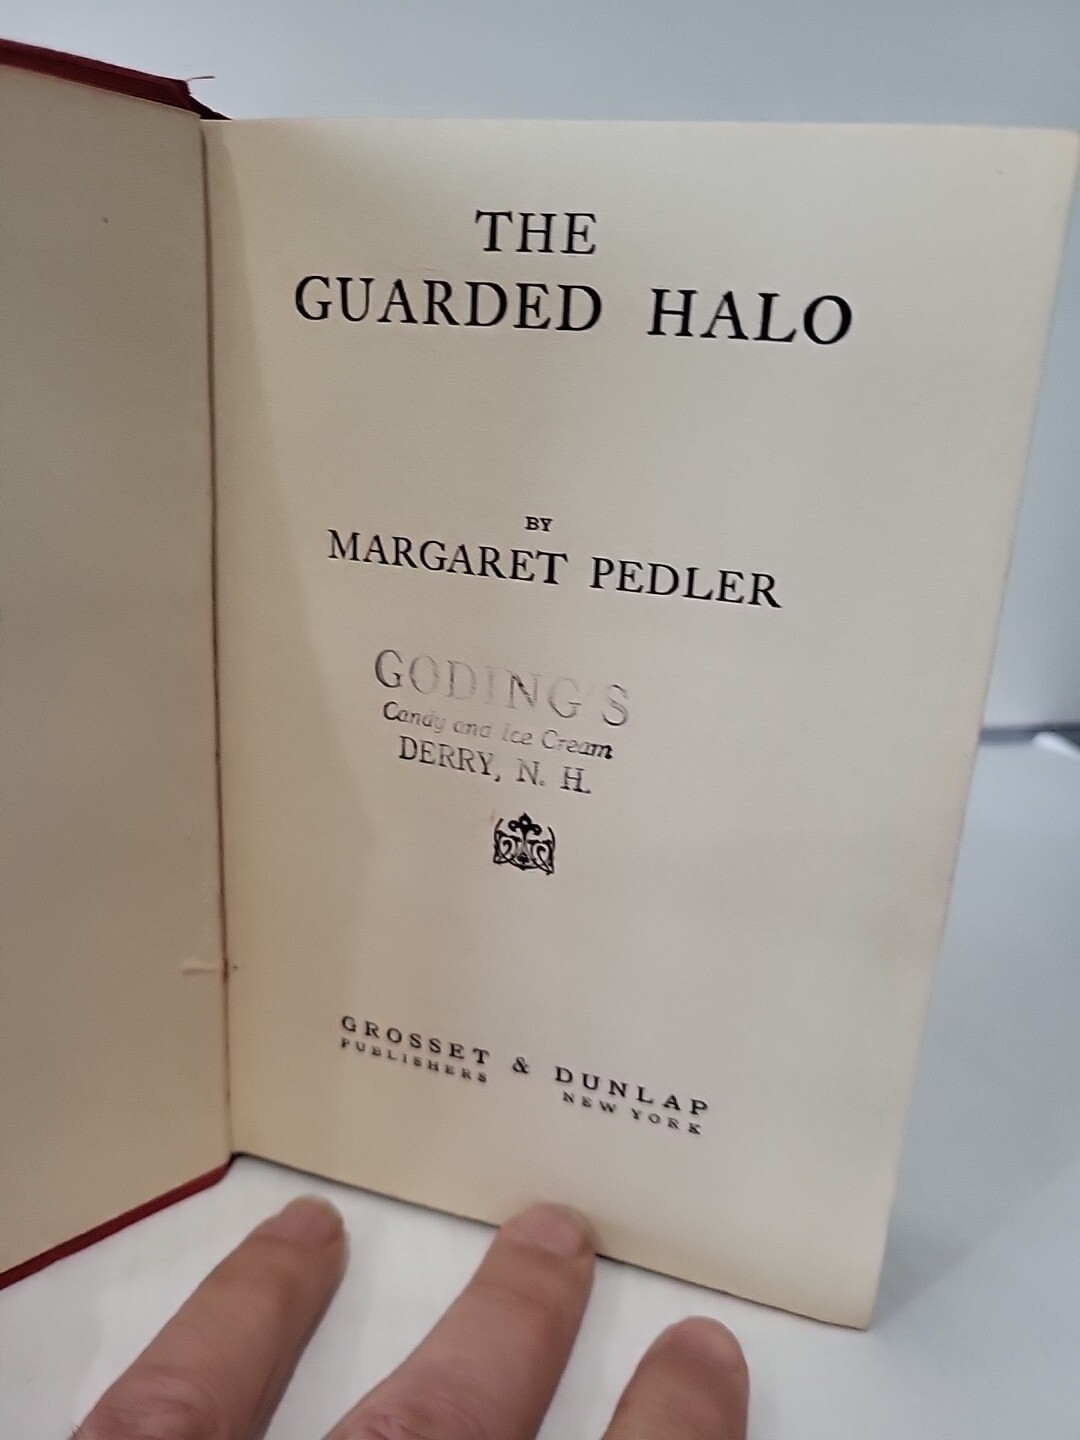 THE
GUARDED HALO
BY
MARGARET PEDLER
GODING'S
Candy and Ice Cream
DERRY, N. H.
GROSSET & DUNLAP
PUBLISHERS NEW YORK